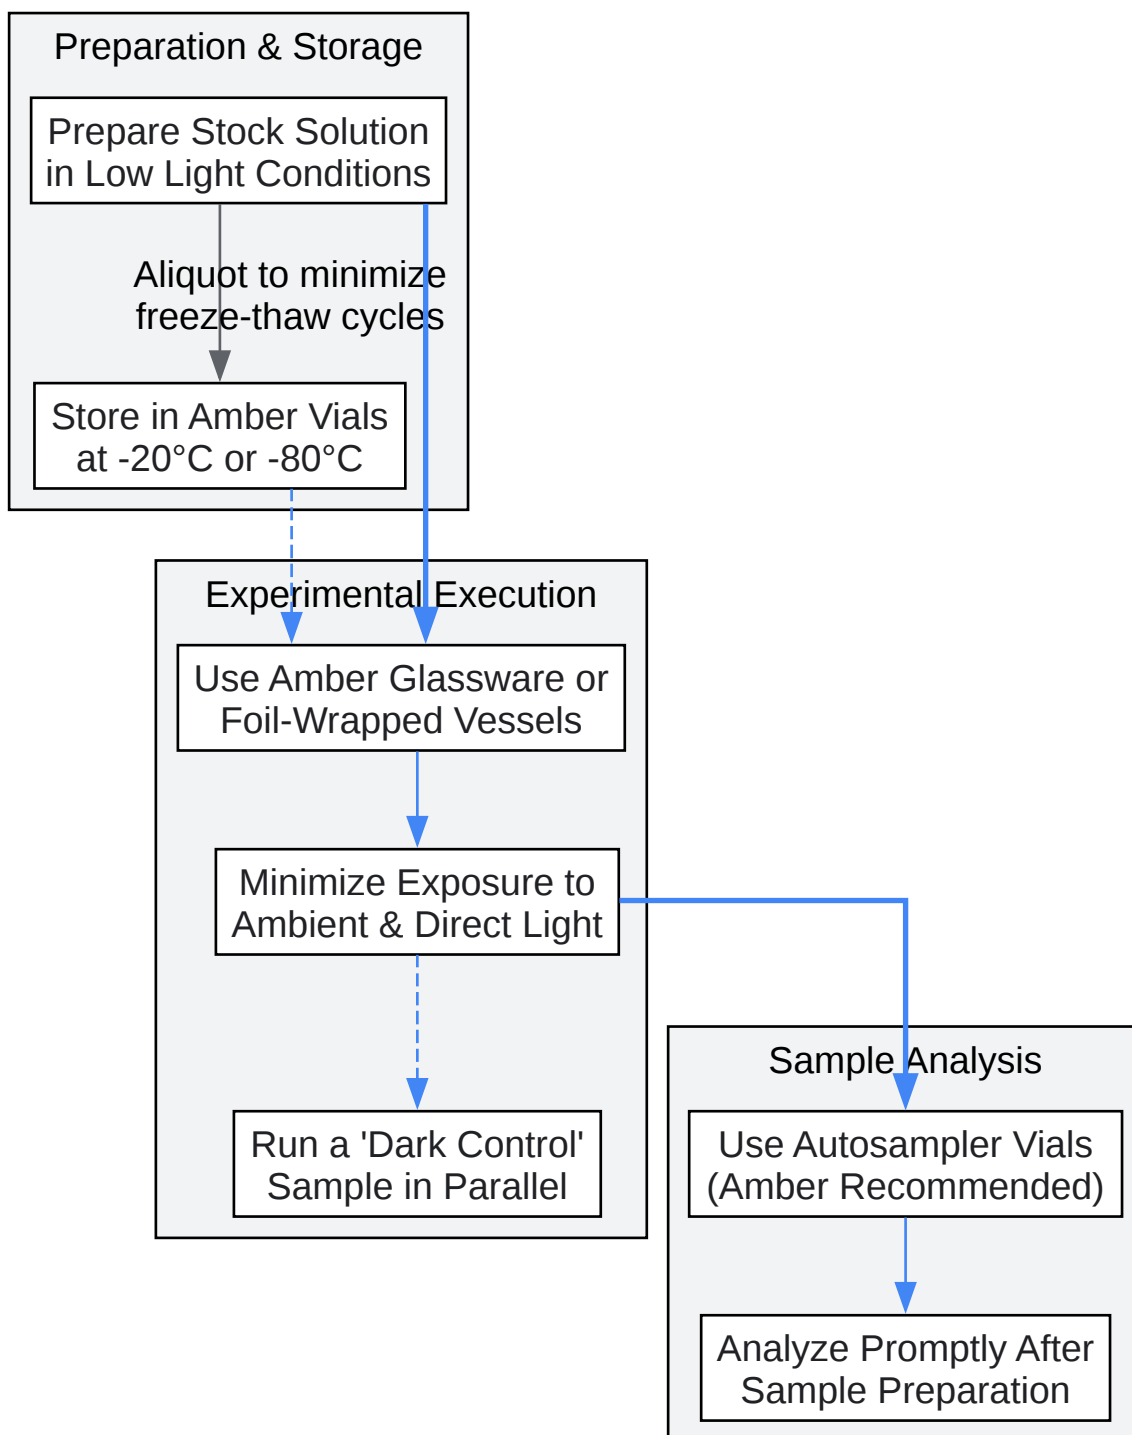 Preparation & Storage
Prepare Stock Solution
in Low Light Conditions
Aliquot to minimize
freeze-thaw cycles
Store in Amber Vials
at -20°C or -80°C
Experimental Execution
Use Amber Glassware or
Foil-Wrapped Vessels
Minimize Exposure to
Ambient & Direct Light
Run a 'Dark Control'
Sample in Parallel
Sample Analysis
Use Autosampler Vials
(Amber Recommended)
Analyze Promptly After
Sample Preparation